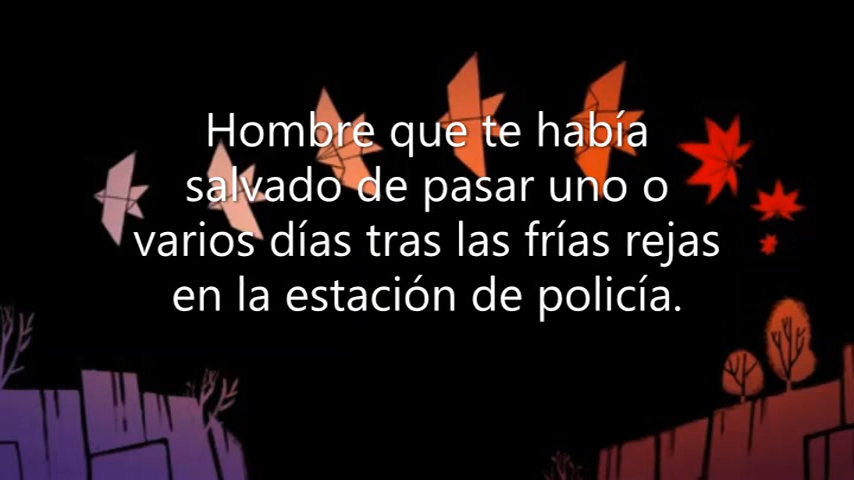 Hombre que te había
salvado de pasar uno o
varios días tras las frías rejas
en la estación de policía.